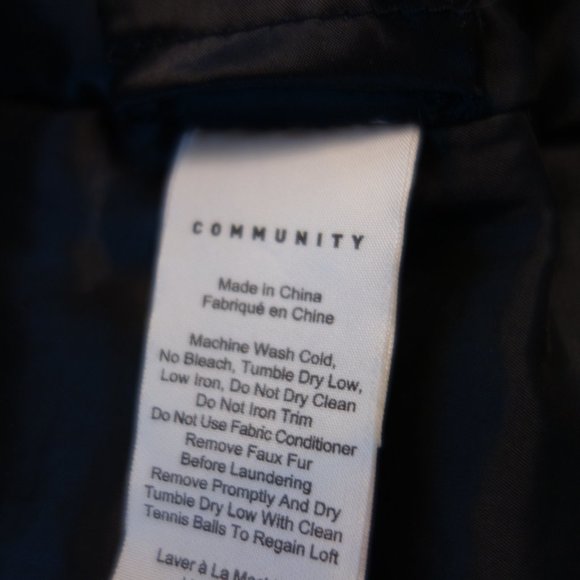 COMMUNITY
Made in China
Fabriqué en Chine
Machine Wash Cold,
No Bleach, Tumble Dry Low,
Low Iron, Do Not Dry Clean
Do Not Iron Trim
Do Not Use Fabric Conditioner
Remove Faux Fur
Before Laundering
Remove Promptly And Dry
Tumble Dry Low With Clean
Tennis Balls To Regain Loft
Laver à La